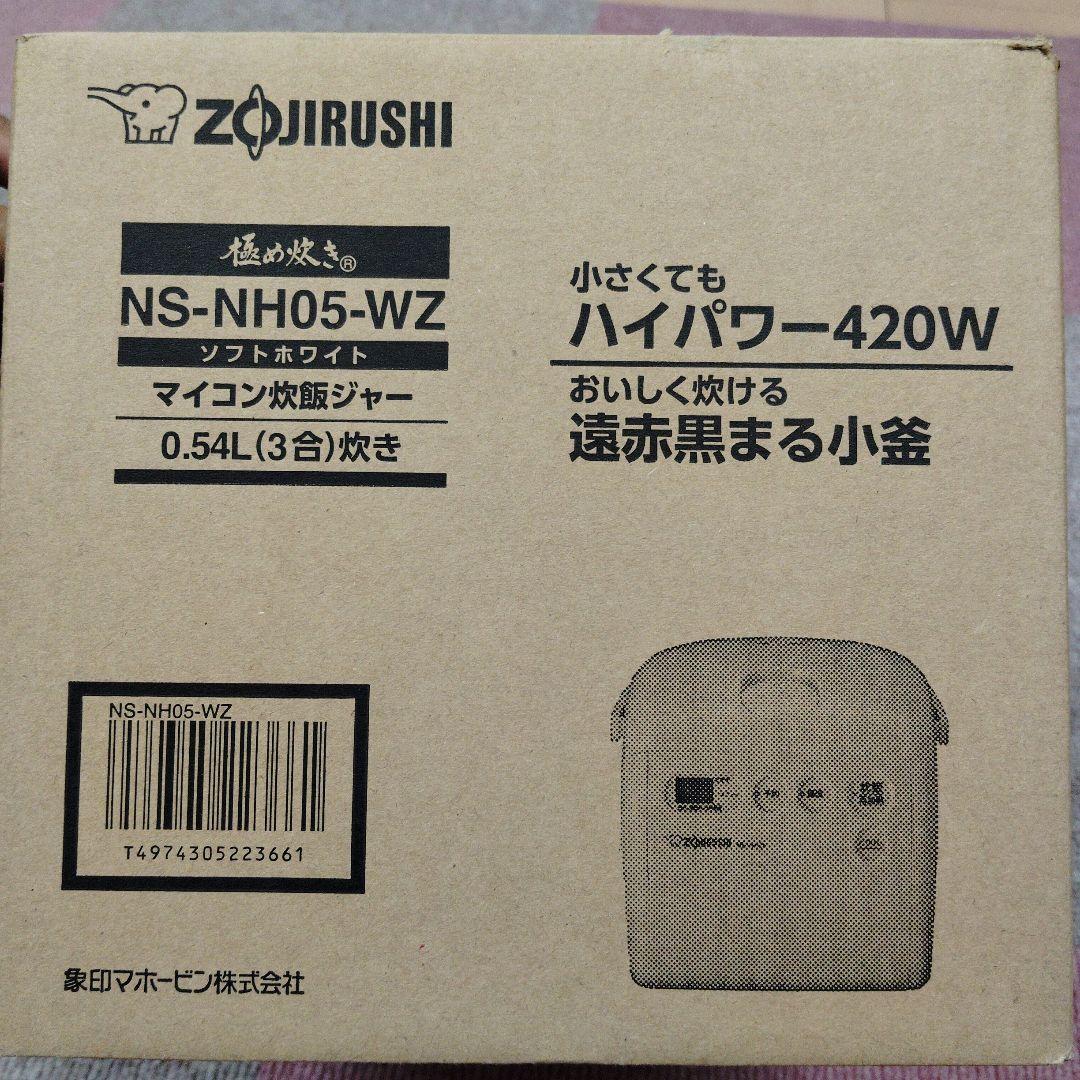 ZOJIRUSHI
極め炊き®
NS-NH05-WZ
ソフトホワイト
マイコン炊飯ジャー
0.54L(3合)炊き
小さくても
ハイパワー420W
おいしく炊ける
遠赤黒まる小釜
NS-NH05-WZ
T4974305223661
ZOJIRUSHI
象印マホービン株式会社